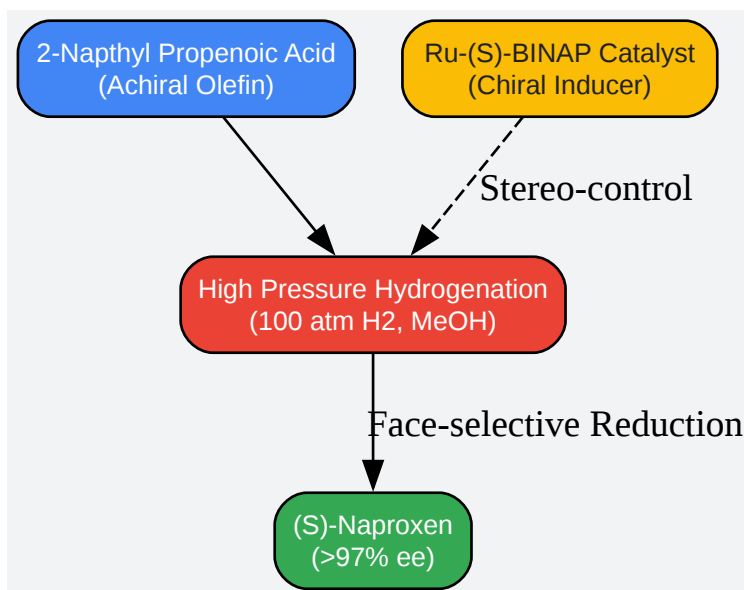 2-Napthyl Propenoic Acid
(Achiral Olefin)
Ru-(S)-BINAP Catalyst
(Chiral Inducer)
Stereo-control
High Pressure Hydrogenation
(100 atm H2, MeOH)
Face-selective Reduction
(S)-Naproxen
(>97% ee)